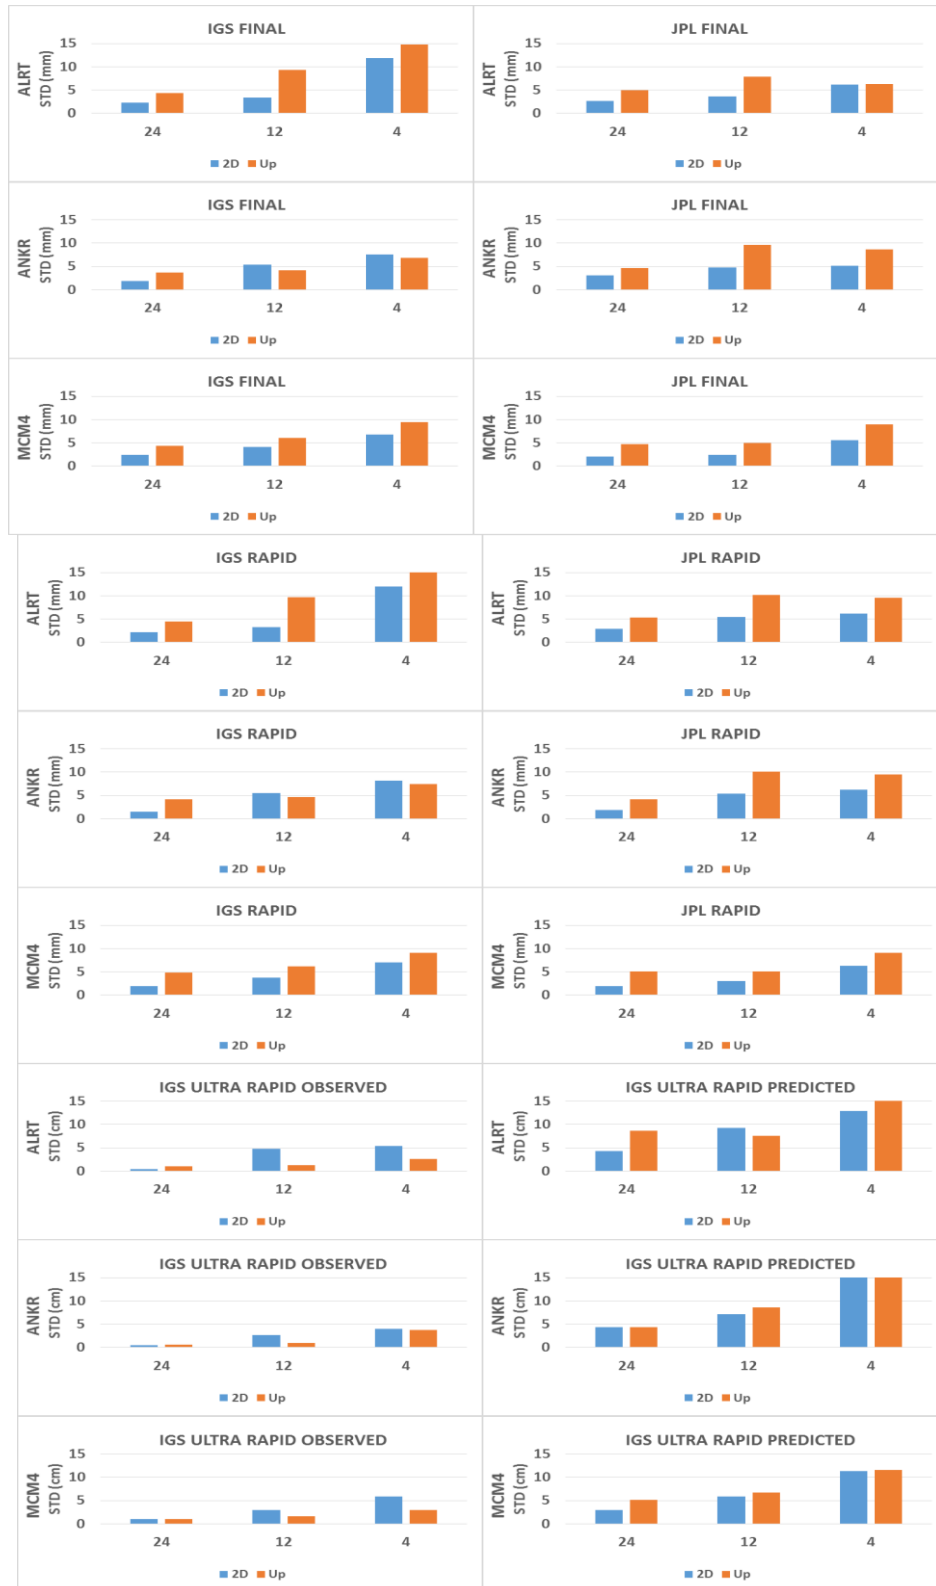 IGS FINAL
15
10
5
0
ALRT
STD (mm)
24 12 4
2D Up
JPL FINAL
15
10
5
0
ALRT
STD (mm)
24 12 4
2D Up
IGS FINAL
15
10
5
0
ANKR
STD (mm)
24 12 4
2D Up
JPL FINAL
15
10
5
0
ANKR
STD (mm)
24 12 4
2D Up
IGS FINAL
15
10
5
0
MCM4
STD (mm)
24 12 4
2D Up
JPL FINAL
15
10
5
0
MCM4
STD (mm)
24 12 4
2D Up
IGS RAPID
15
10
5
0
ALRT
STD (mm)
24 12 4
2D Up
JPL RAPID
15
10
5
0
ALRT
STD (mm)
24 12 4
2D Up
IGS RAPID
15
10
5
0
ANKR
STD (mm)
24 12 4
2D Up
JPL RAPID
15
10
5
0
ANKR
STD (mm)
24 12 4
2D Up
IGS RAPID
15
10
5
0
MCM4
STD (mm)
24 12 4
2D Up
JPL RAPID
15
10
5
0
MCM4
STD (mm)
24 12 4
2D Up
IGS ULTRA RAPID OBSERVED
15
10
5
0
ALRT
STD (cm)
24 12 4
2D Up
IGS ULTRA RAPID PREDICTED
15
10
5
0
ALRT
STD (cm)
24 12 4
2D Up
IGS ULTRA RAPID OBSERVED
15
10
5
0
ANKR
STD (cm)
24 12 4
2D Up
IGS ULTRA RAPID PREDICTED
15
10
5
0
ANKR
STD (cm)
24 12 4
2D Up
IGS ULTRA RAPID OBSERVED
15
10
5
0
MCM4
STD (cm)
24 12 4
2D Up
IGS ULTRA RAPID PREDICTED
15
10
5
0
MCM4
STD (cm)
24 12 4
2D Up